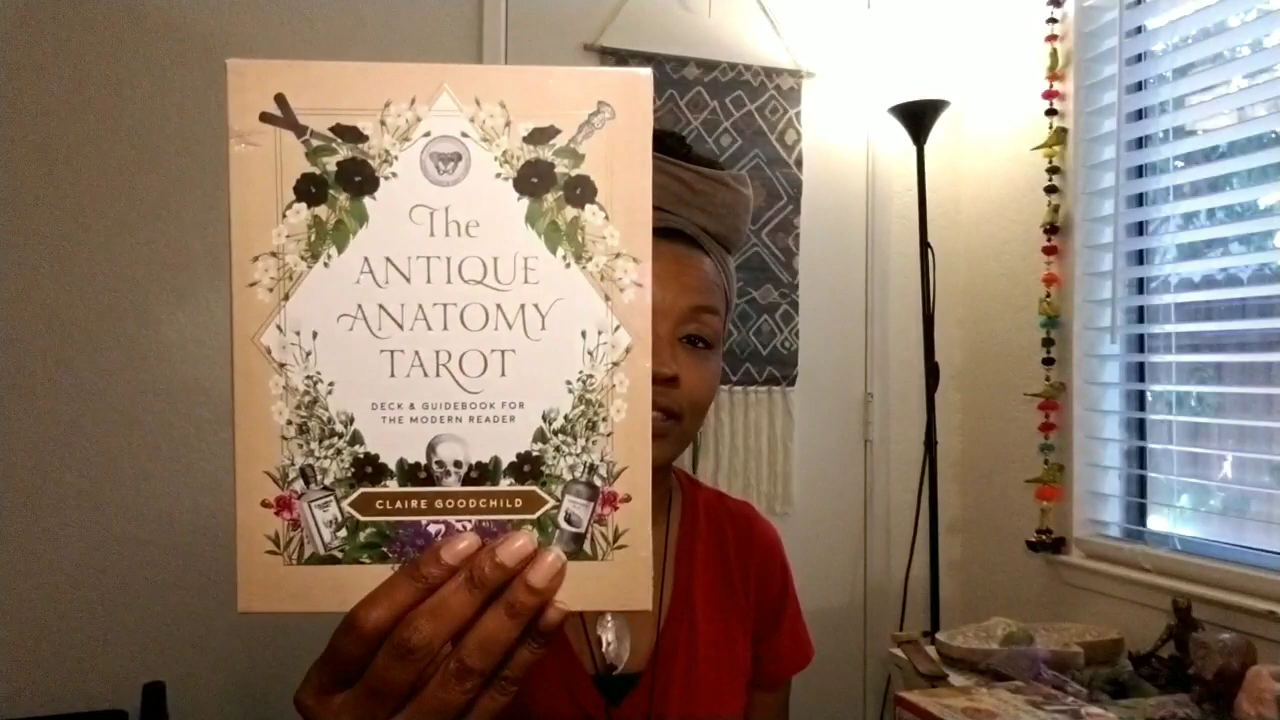 The
ANTIQUE
ANATOMY
TAROT
DECK & GUIDEBOOK FOR
THE MODERN READER
CLAIRE GOODCHILD